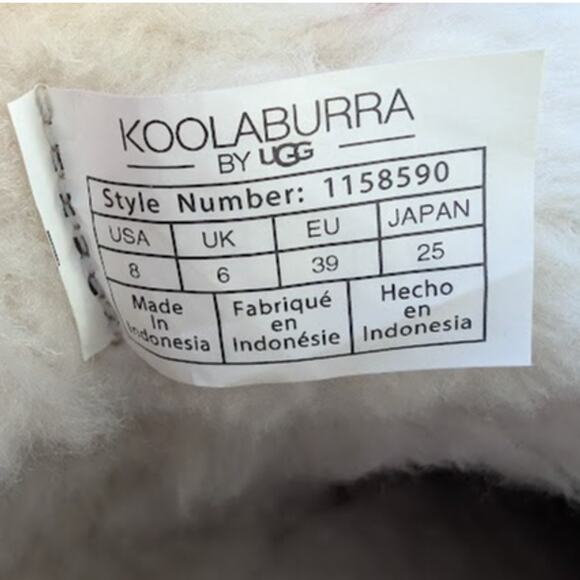 KOOLABURRA
BY UGG
Style Number: 1158590
USA UK EU JAPAN
8 6 39 25
Made Fabriqué Hecho
In en en
Indonesia Indonésie Indonesia